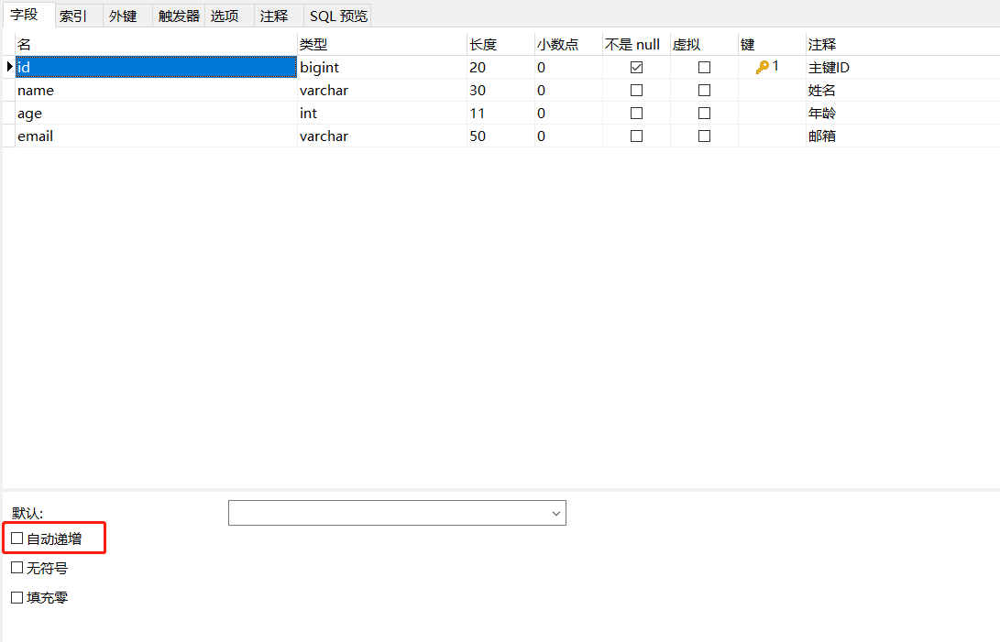 字段 索引 外键 触发器 选项 注释 SQL 预览
名 类型 长度 小数点 不是 null 虚拟 键 注释
id bigint 20 0 1 主键ID
name varchar 30 0 姓名
age int 11 0 年龄
email varchar 50 0 邮箱
默认:
自动递增
无符号
填充零